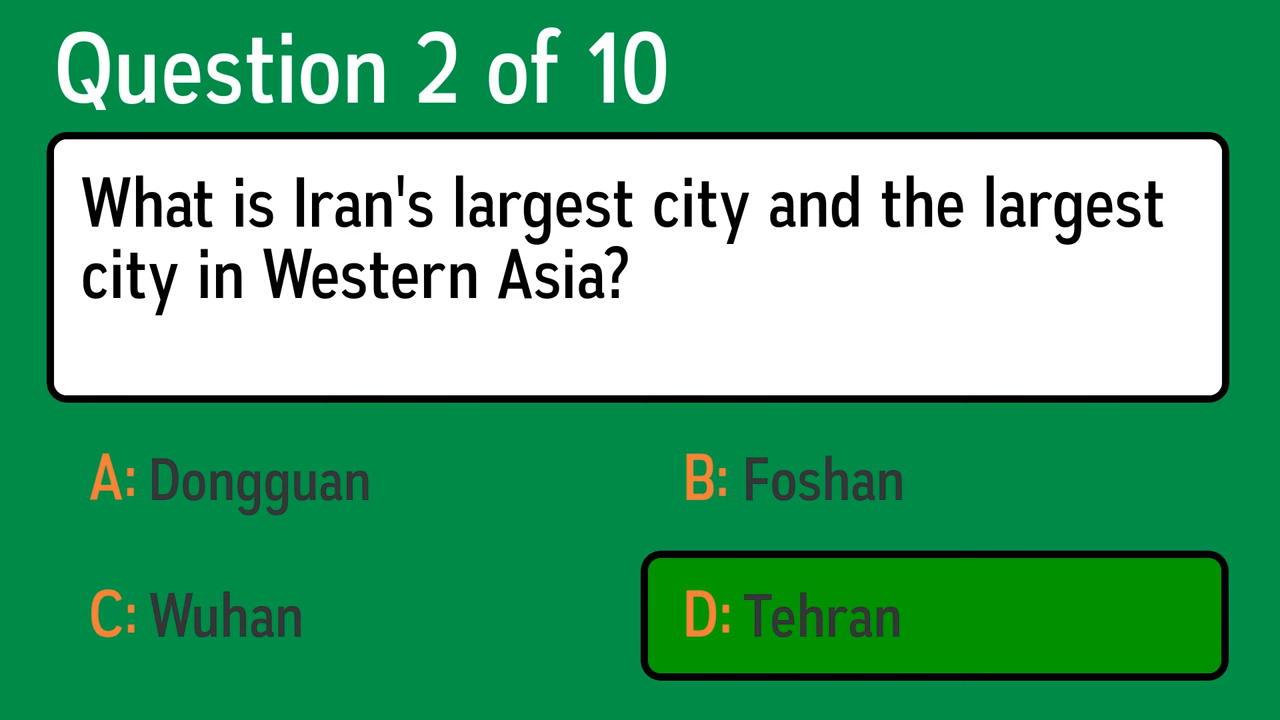 Question 2 of 10
What is Iran's largest city and the largest
city in Western Asia?
A: Dongguan
B: Foshan
C: Wuhan
D: Tehran